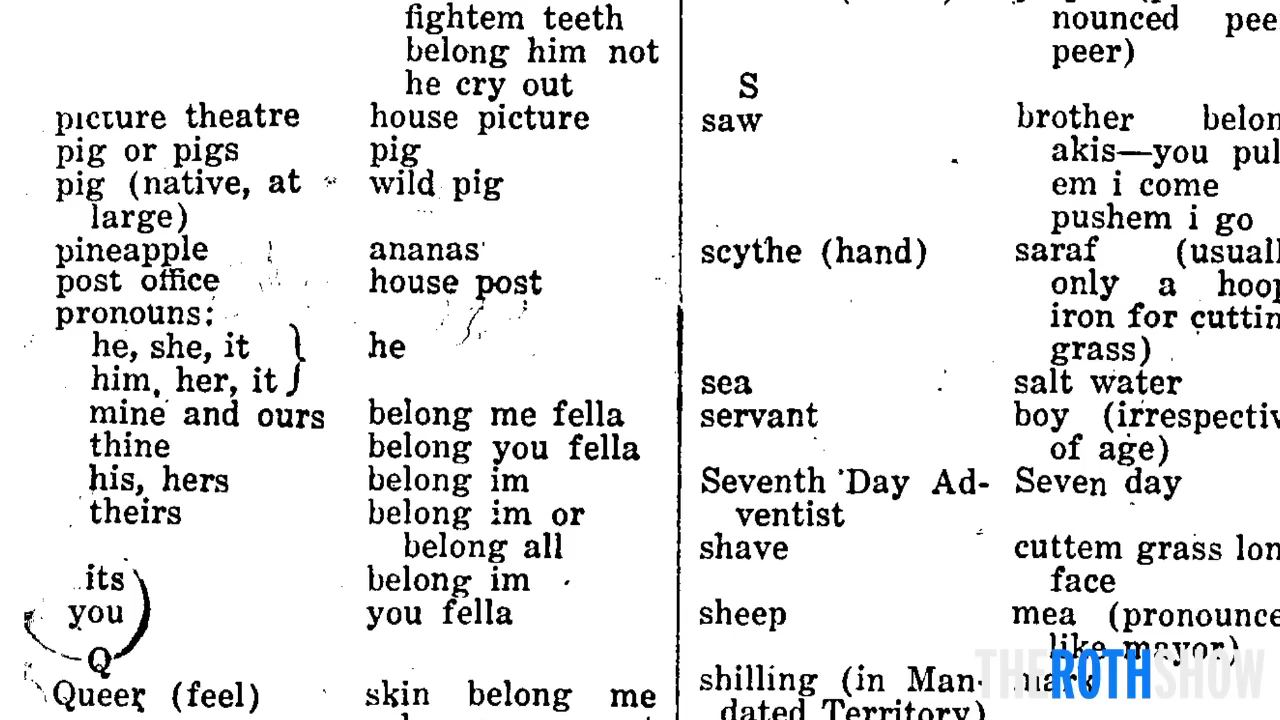 fightem teeth
belong him not
he cry out
picture theatre house picture
pig or pigs pig
pig (native, at wild pig
large)
pineapple ananas
post office house post
pronouns:
he, she, it } he
him, her, it }
mine and ours belong me fella
thine belong you fella
his, hers belong im
theirs belong im or
belong all
its belong im
you you fella
Q
Queer (feel) skin belong me
nounced pee
peer)
S
saw brother belon
akis—you pul
em i come
pushem i go
scythe (hand) saraf (usuall
only a hoop
iron for cuttin
grass)
sea salt water
servant boy (irrespectiv
of age)
Seventh Day Ad- Seven day
ventist
shave cuttem grass lon
face
sheep mea (pronounce
like mayor)
shilling (in Man- mark
dated Territory)
THE ROTH SHOW